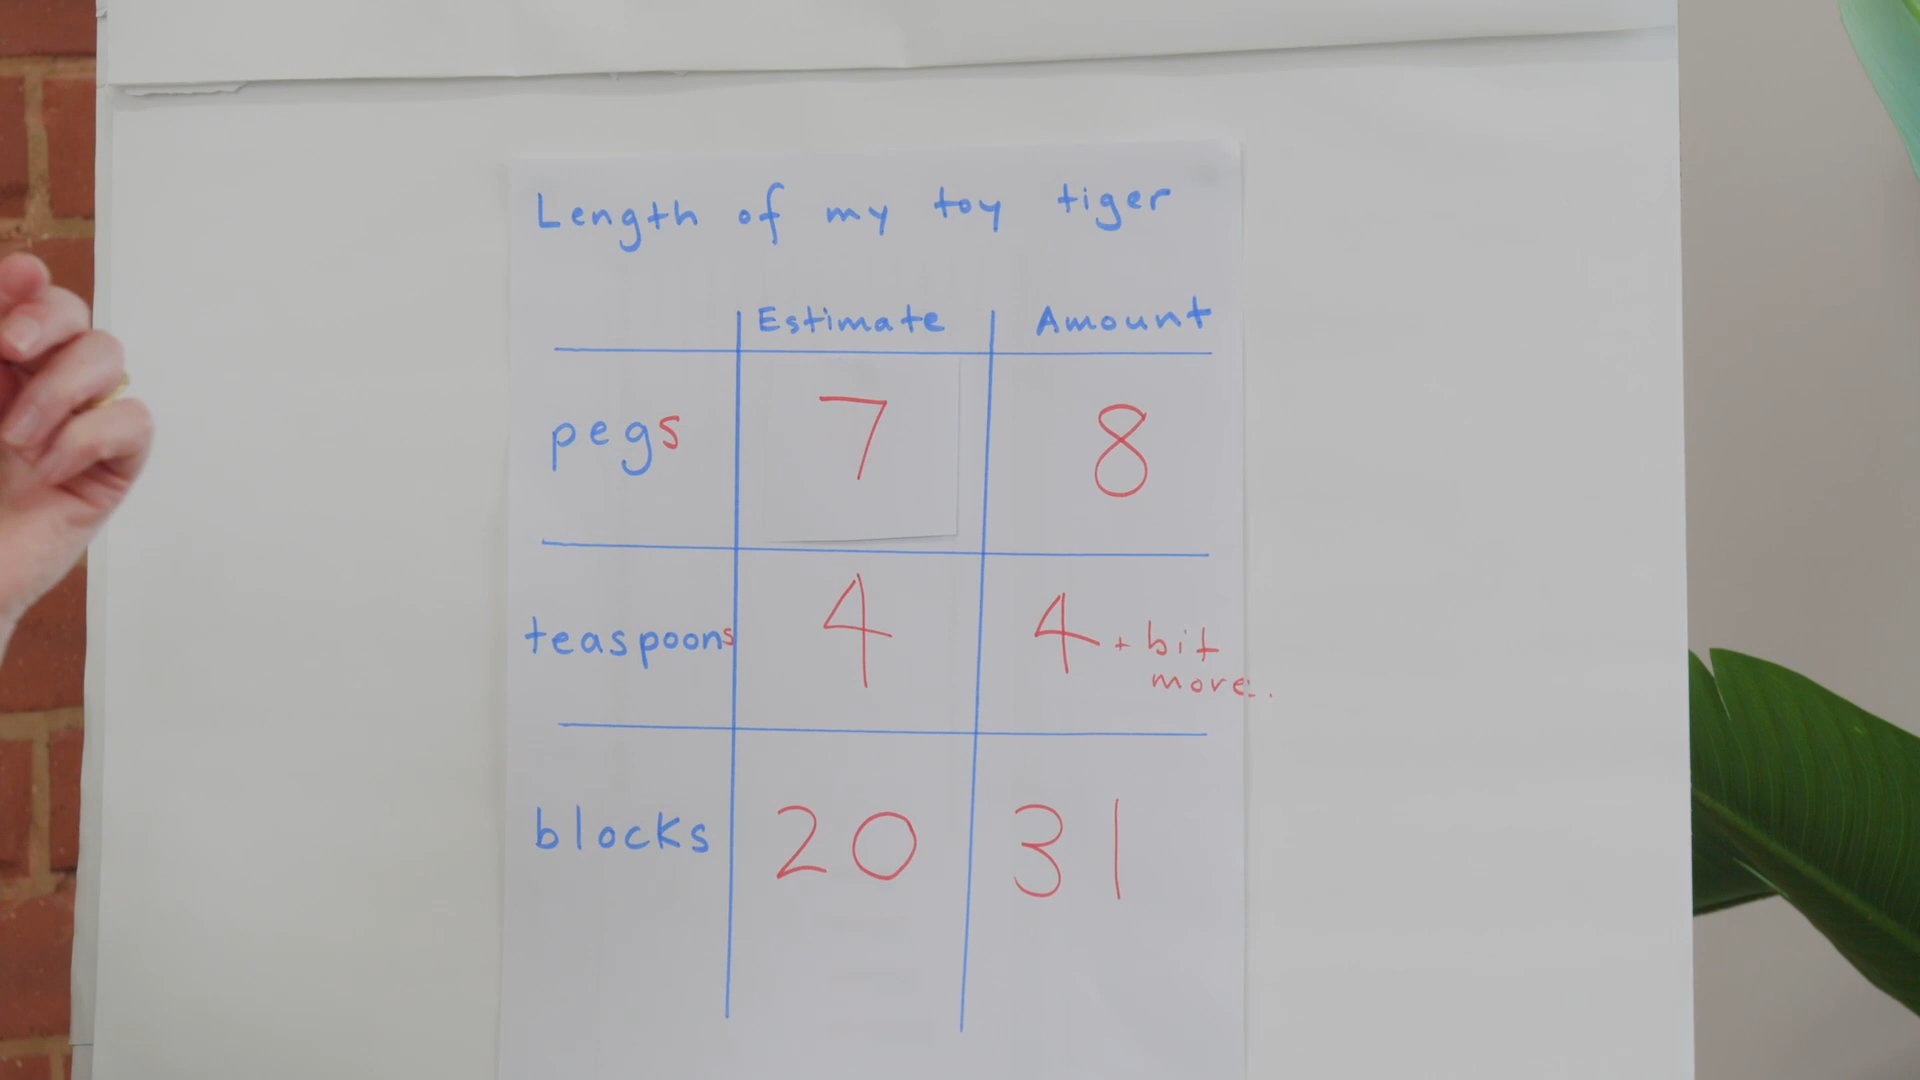 Length of my toy tiger
Estimate Amount
pegs 7 8
teaspoons 4 4 + bit
more..
blocks 20 31